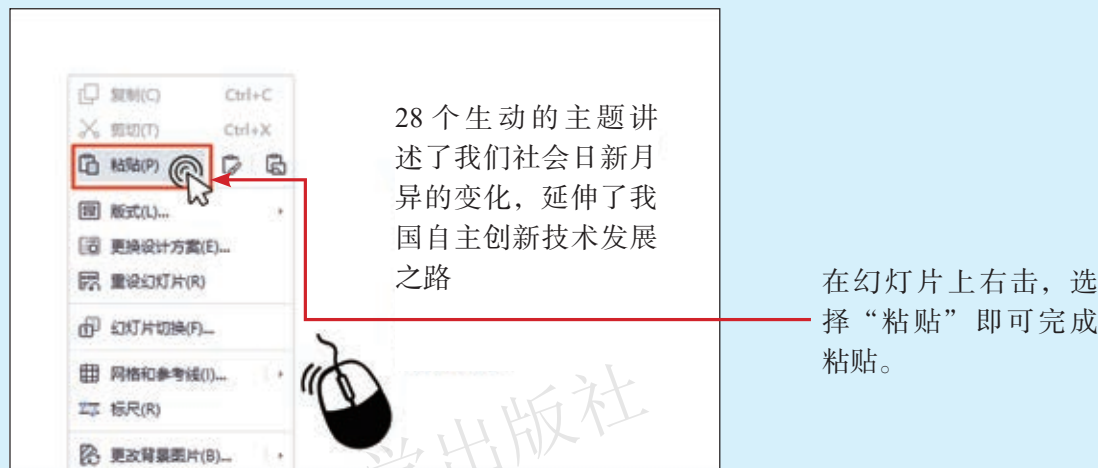 复制(C) Ctrl+C
剪切(T) Ctrl+X
粘贴(P)
版式(L)...
更换设计方案(E)...
重设幻灯片(R)
幻灯片切换(F)...
网格和参考线(I)...
标尺(R)
更改背景图片(B)...
28 个生动的主题讲
述了我们社会日新月
异的变化，延伸了我
国自主创新技术发展
之路
在幻灯片上右击，选
择“粘贴”即可完成
粘贴。
学出版社